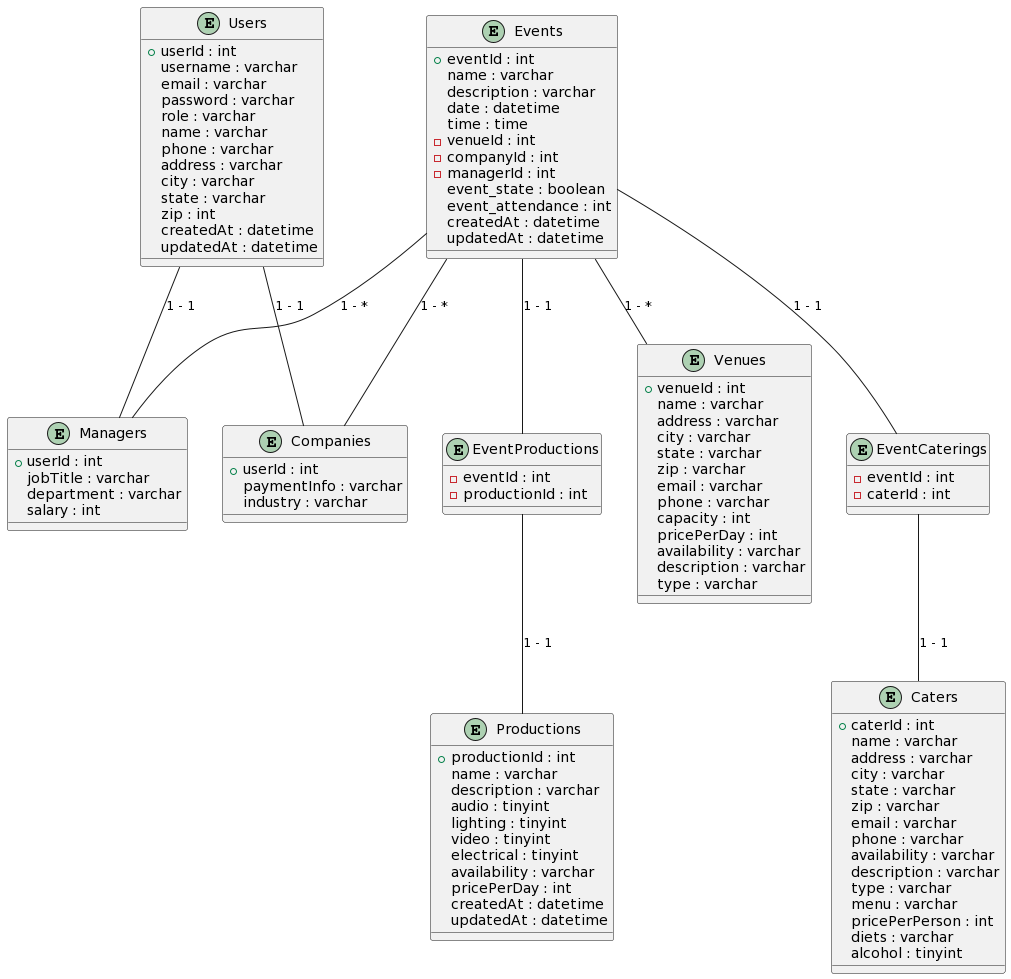 E Users
userId : int
username : varchar
email : varchar
password : varchar
role : varchar
name : varchar
phone : varchar
address : varchar
city : varchar
state : varchar
zip : int
createdAt : datetime
updatedAt : datetime
E Events
eventId : int
name : varchar
description : varchar
date : datetime
time : time
venueId : int
companyId : int
managerId : int
event_state : boolean
event_attendance : int
createdAt : datetime
updatedAt : datetime
1 - 1
1 - 1
1 - *
1 - *
1 - 1
1 - *
1 - 1
E Managers
userId : int
jobTitle : varchar
department : varchar
salary : int
E Companies
userId : int
paymentInfo : varchar
industry : varchar
E EventProductions
eventId : int
productionId : int
E Venues
venueId : int
name : varchar
address : varchar
city : varchar
state : varchar
zip : varchar
email : varchar
phone : varchar
capacity : int
pricePerDay : int
availability : varchar
description : varchar
type : varchar
E EventCaterings
eventId : int
caterId : int
1 - 1
1 - 1
E Productions
productionId : int
name : varchar
description : varchar
audio : tinyint
lighting : tinyint
video : tinyint
electrical : tinyint
availability : varchar
pricePerDay : int
createdAt : datetime
updatedAt : datetime
E Caters
caterId : int
name : varchar
address : varchar
city : varchar
state : varchar
zip : varchar
email : varchar
phone : varchar
availability : varchar
description : varchar
type : varchar
menu : varchar
pricePerPerson : int
diets : varchar
alcohol : tinyint